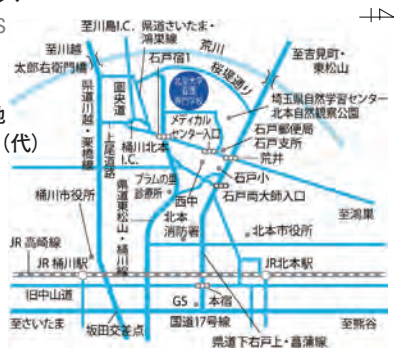 至川島I.C.
県道さいたま・
鴻巣線
石戸宿1
荒川
至吉見町・
東松山
至川越
太郎右衛門橋
桜堤通り
県道川越・栗橋線
圏央道
上尾道路
桶川北本
I.C.
メディカル
センター入口
埼玉県自然学習センター
北本自然観察公園
石戸郵便局
石戸支所
荒井
石戸小
プラムの里
診療所
西中
石戸両大師入口
(代)
桶川市役所
県道東松山・桶川線
北本
消防署
北本市役所
至鴻巣
JR 高崎線
JR 桶川駅
JR北本駅
旧中山道
GS
本宿
至さいたま
坂田交差点
国道17号線
至熊谷
県道下石戸上・菖蒲線